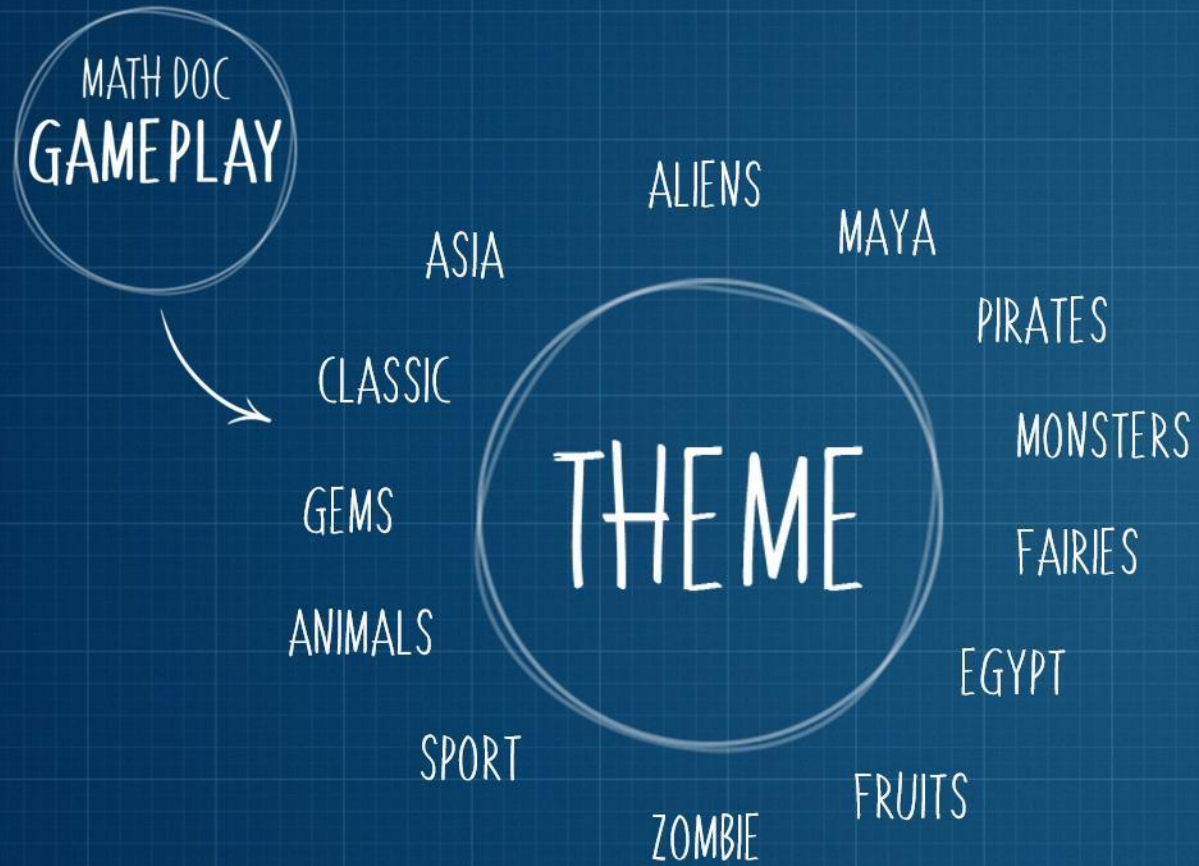 MATH DOC
GAMEPLAY
ALIENS
MAYA
ASIA
PIRATES
CLASSIC
MONSTERS
THEME
GEMS
FAIRIES
ANIMALS
EGYPT
SPORT
FRUITS
ZOMBIE